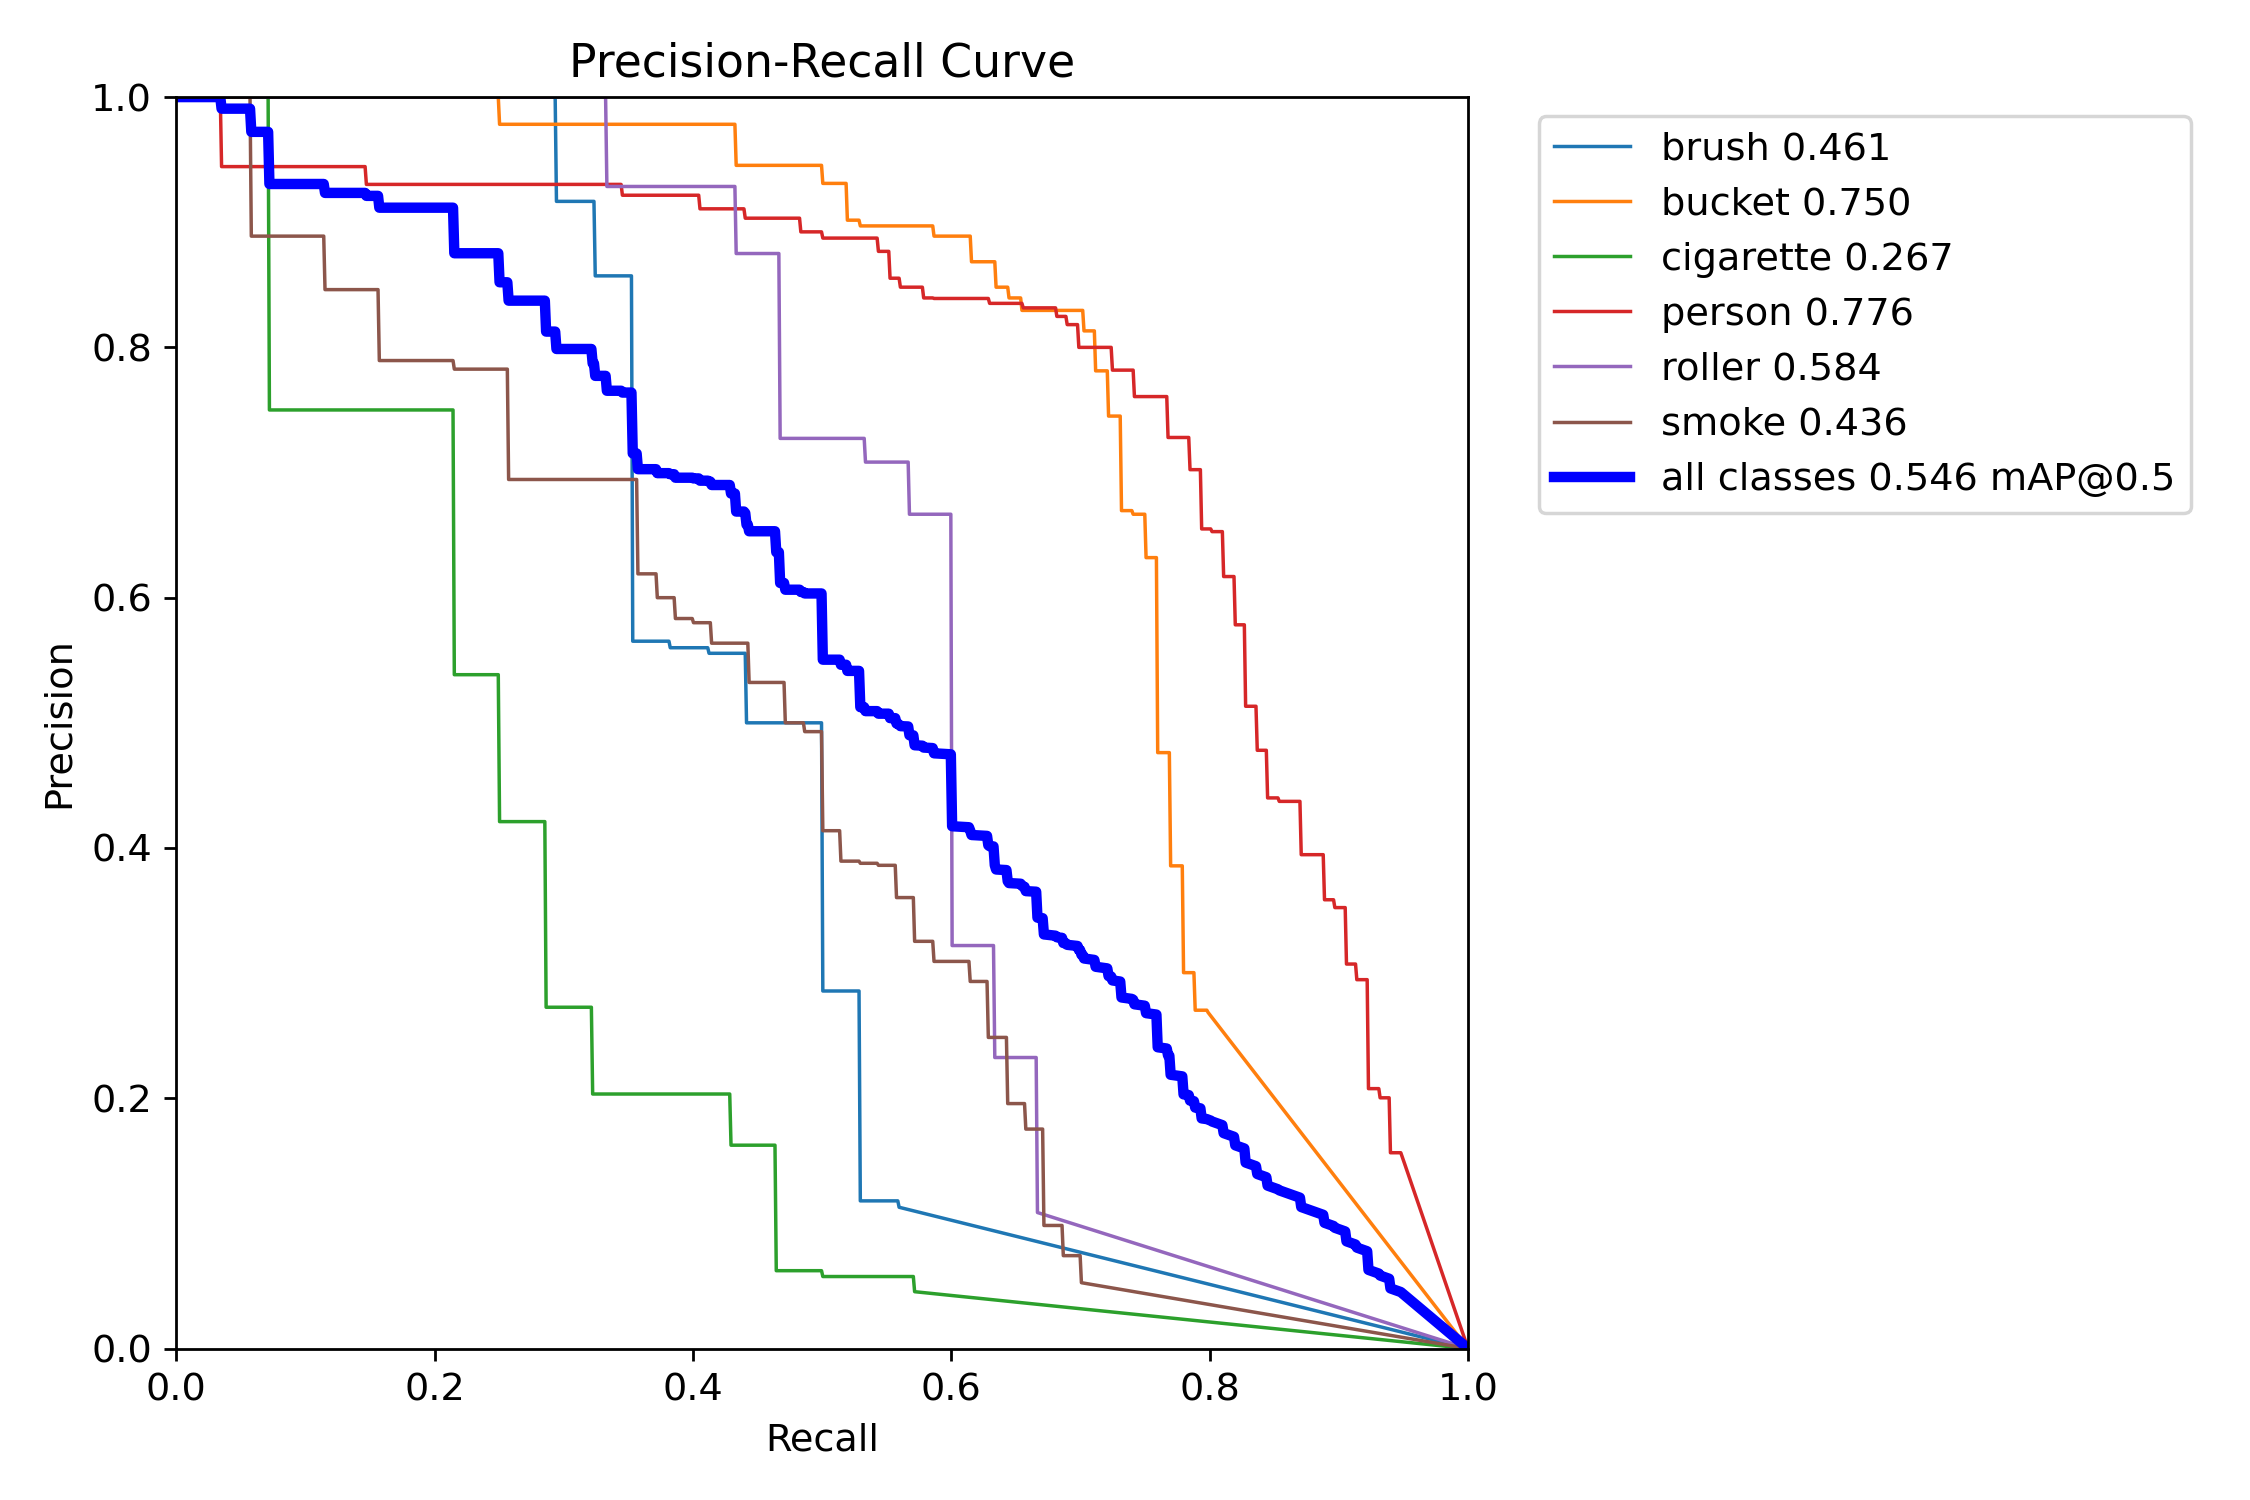 Precision-Recall Curve
1.0
0.8
0.6
0.4
0.2
0.0
Precision
0.0 0.2 0.4 0.6 0.8 1.0
Recall
brush 0.461
bucket 0.750
cigarette 0.267
person 0.776
roller 0.584
smoke 0.436
all classes 0.546 mAP@0.5